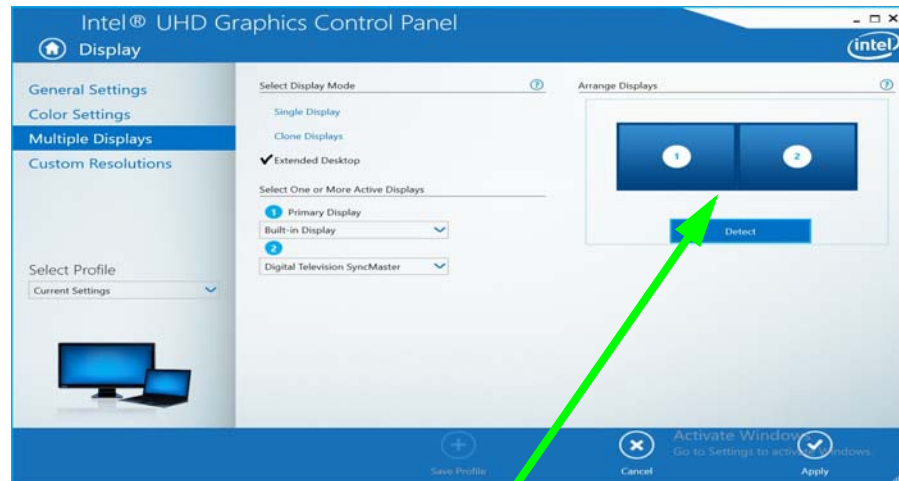 Intel® UHD Graphics Control Panel
Display
intel
General Settings
Color Settings
Multiple Displays
Custom Resolutions
Select Profile
Current Settings
Select Display Mode
?
Single Display
Clone Displays
Extended Desktop
Select One or More Active Displays
1 Primary Display
Built-in Display
2
Digital Television SyncMaster
Arrange Displays
?
1 2
Detect
Save Profile
Cancel
Apply
Activate Windows
Go to Settings to activate Windows.